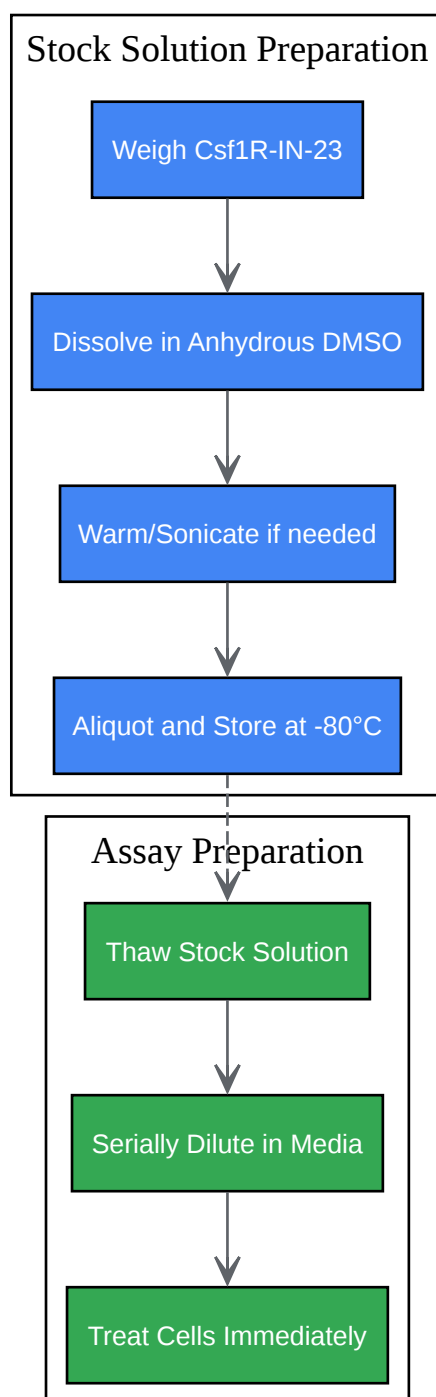 Stock Solution Preparation
Weigh Csf1R-IN-23
Dissolve in Anhydrous DMSO
Warm/Sonicate if needed
Aliquot and Store at -80°C
Assay Preparation
Thaw Stock Solution
Serially Dilute in Media
Treat Cells Immediately